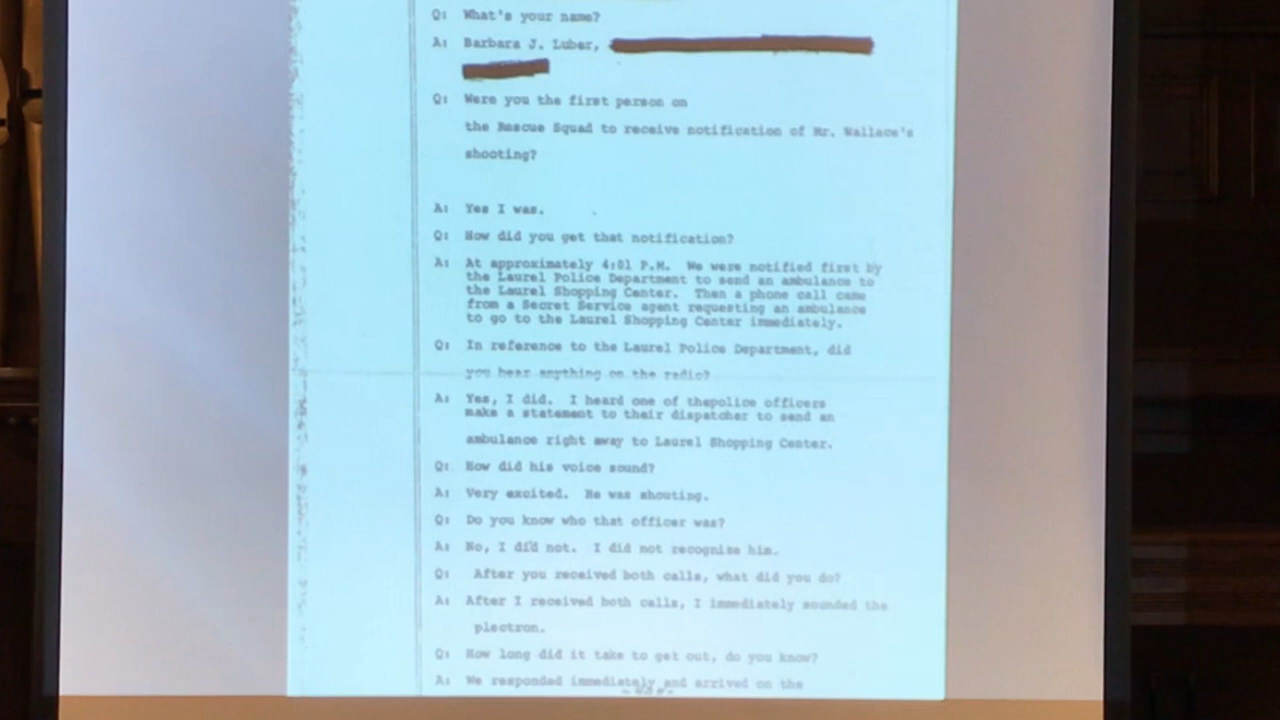 Q: What's your name?
A: Barbara J. Luber,
Q: Were you the first person on
the Rescue Squad to receive notification of Mr. Wallace's
shooting?
A: Yes I was.
Q: How did you get that notification?
A: At approximately 4:01 P.M. We were notified first by
the Laurel Police Department to send an ambulance to
the Laurel Shopping Center. Then a phone call came
from a Secret Service agent requesting an ambulance
to go to the Laurel Shopping Center immediately.
Q: In reference to the Laurel Police Department, did
you hear anything on the radio?
A: Yes, I did. I heard one of thepolice officers
make a statement to their dispatcher to send an
ambulance right away to Laurel Shopping Center.
Q: How did his voice sound?
A: Very excited. He was shouting.
Q: Do you know who that officer was?
A: No, I did not. I did not recognize him.
Q: After you received both calls, what did you do?
A: After I received both calls, I immediately sounded the
plectron.
Q: How long did it take to get out, do you know?
A: We responded immediately and arrived on the